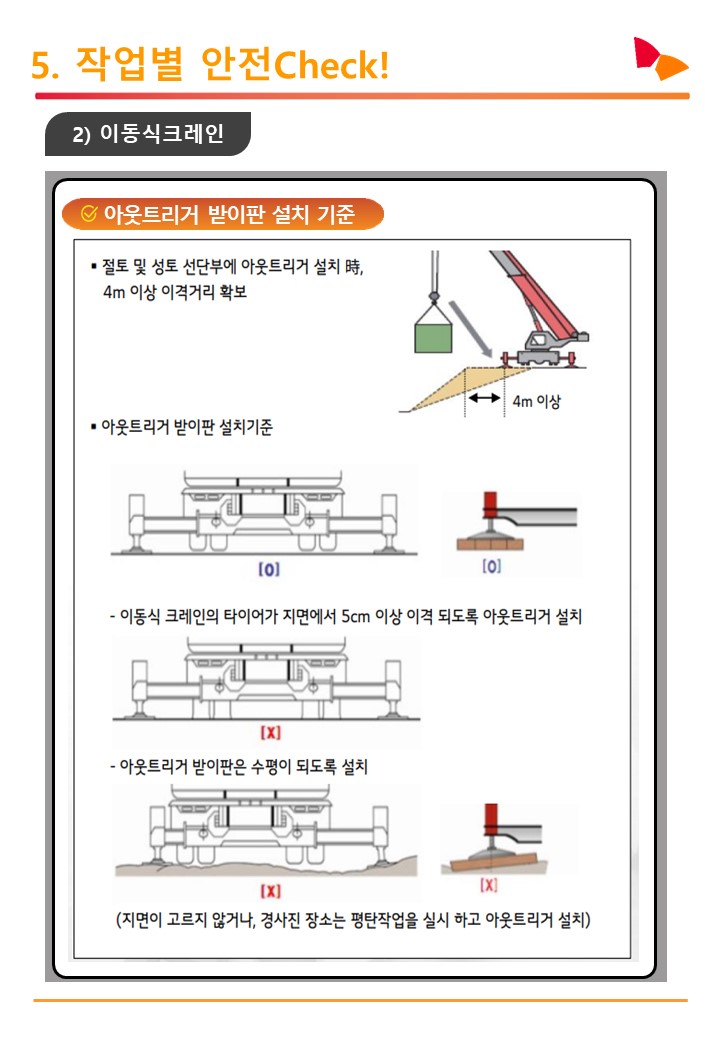 5. 작업별 안전Check!
2) 이동식크레인
아웃트리거 받이판 설치 기준
▪ 절토 및 성토 선단부에 아웃트리거 설치 時,
4m 이상 이격거리 확보
4m 이상
▪ 아웃트리거 받이판 설치기준
[O] [O]
- 이동식 크레인의 타이어가 지면에서 5cm 이상 이격 되도록 아웃트리거 설치
[X]
- 아웃트리거 받이판은 수평이 되도록 설치
[X] [X]
(지면이 고르지 않거나, 경사진 장소는 평탄작업을 실시 하고 아웃트리거 설치)